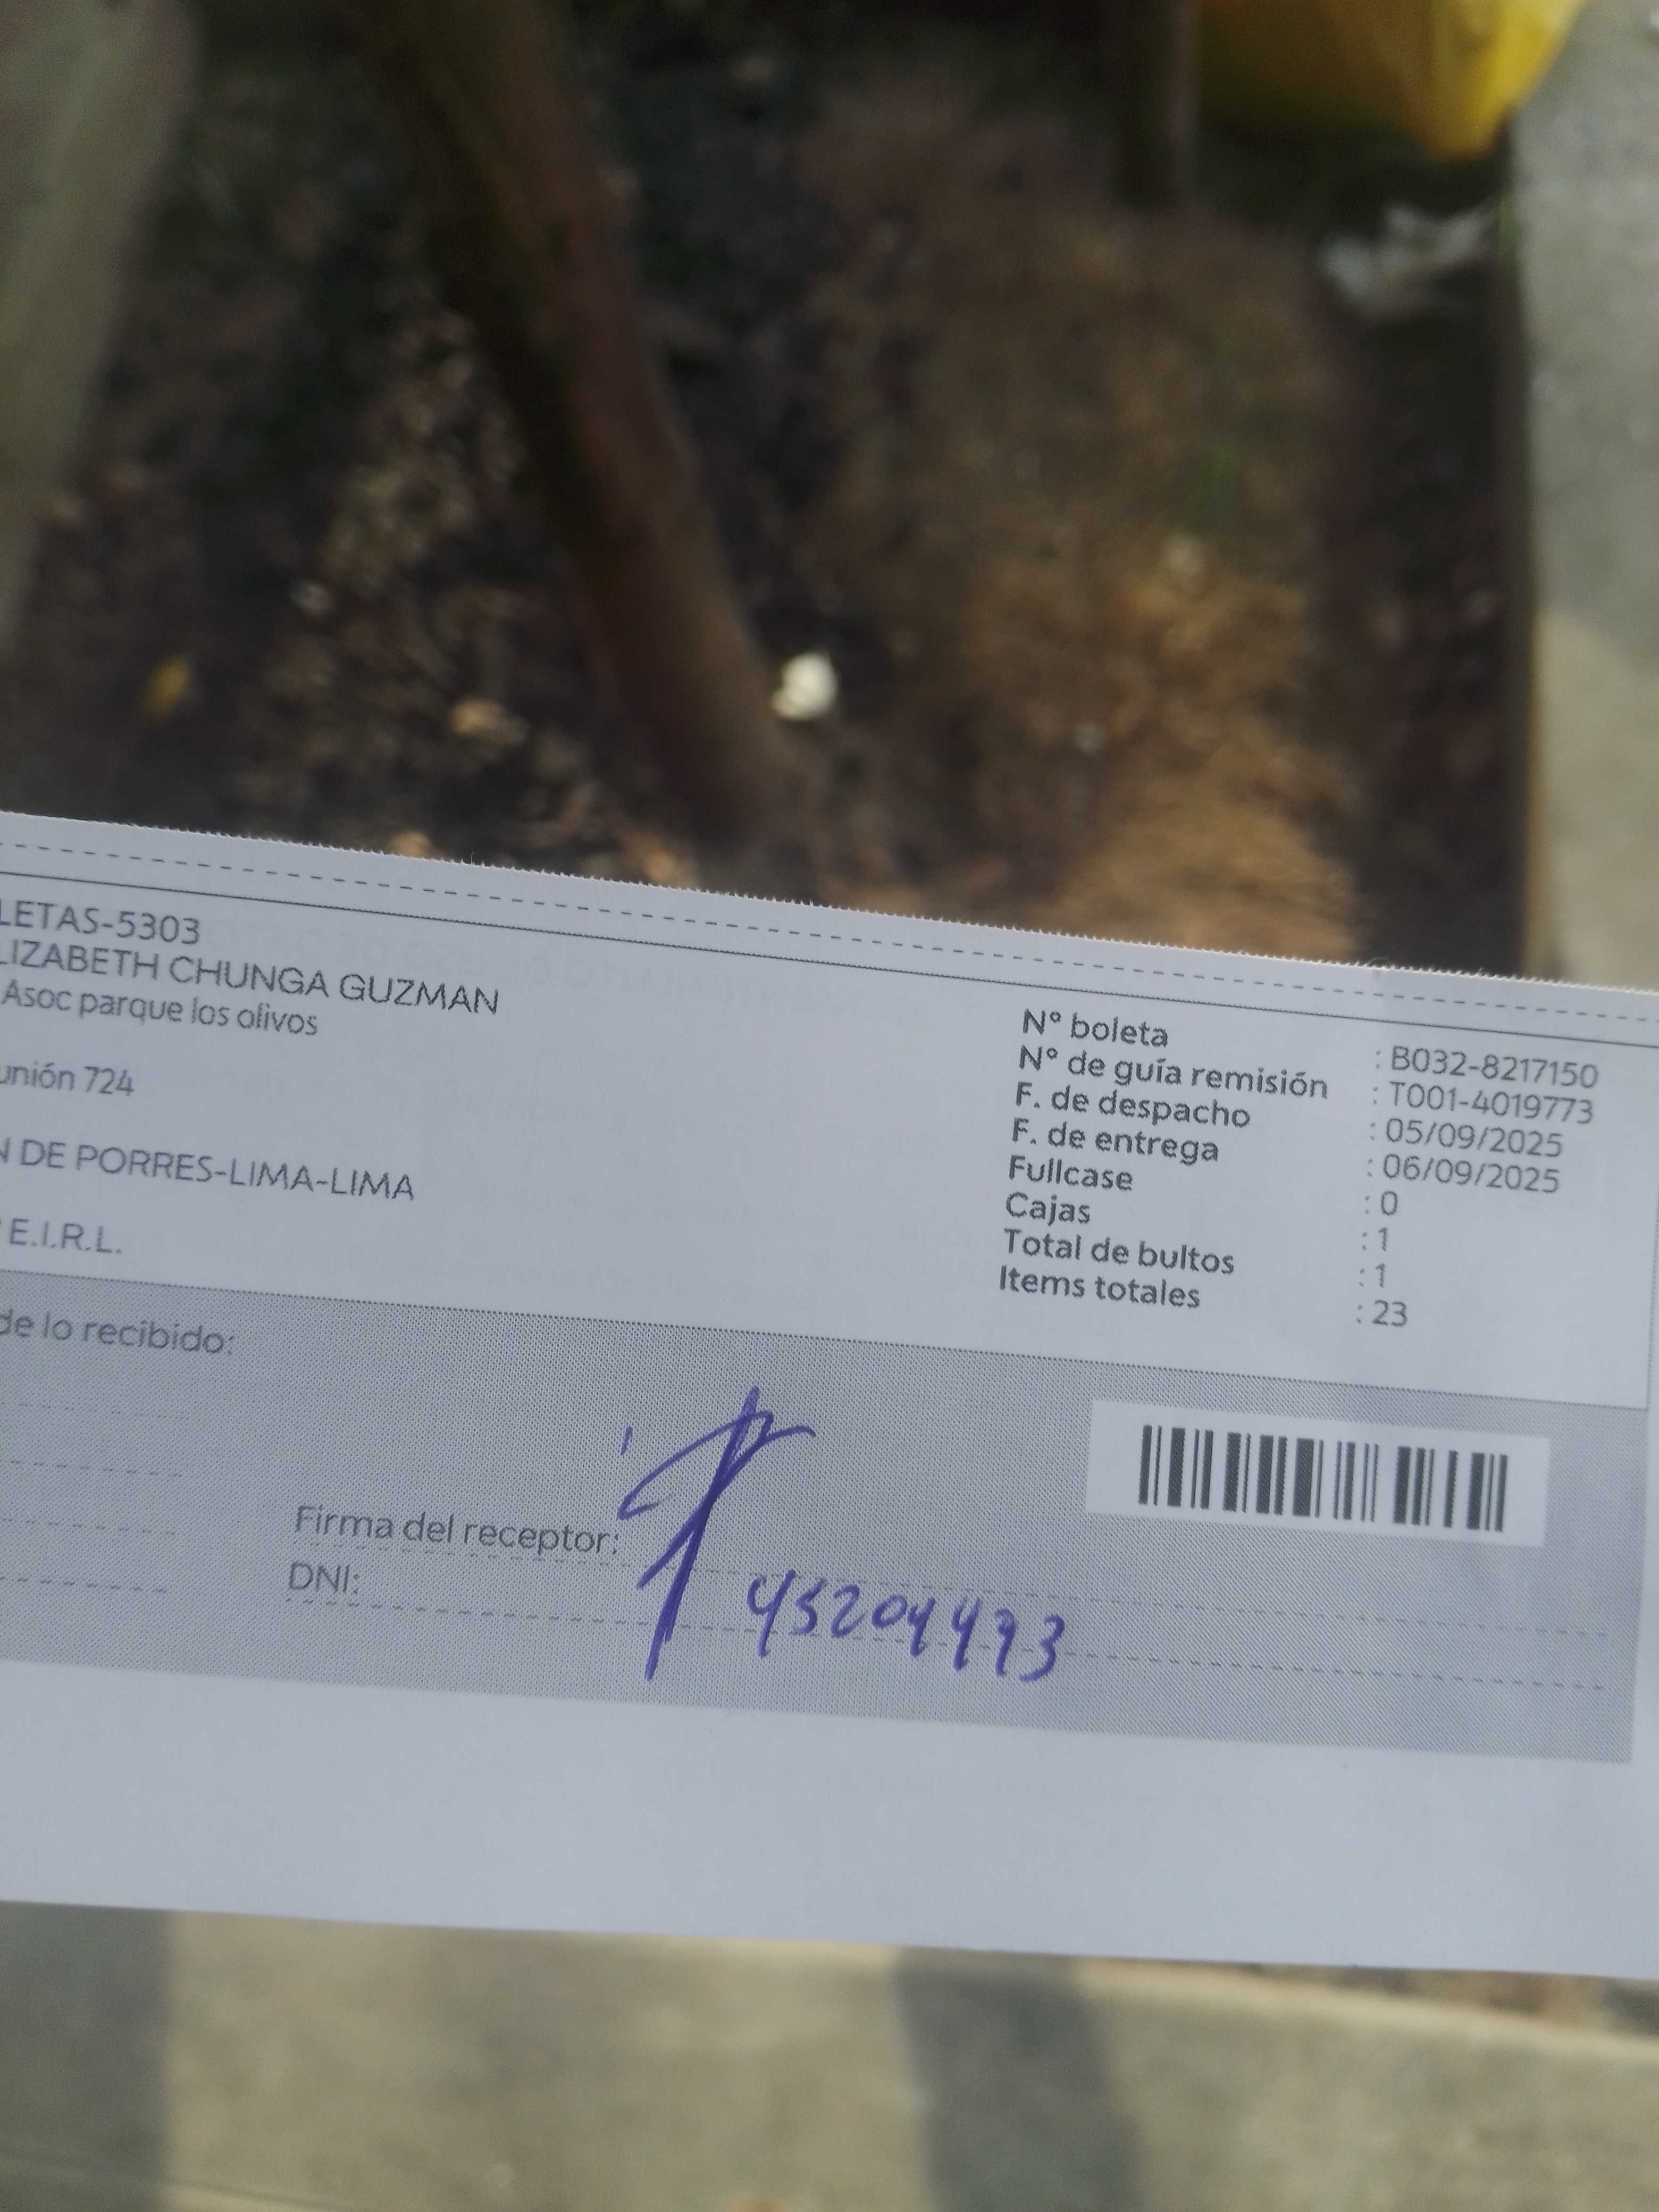 LETAS-5303
LIZABETH CHUNGA GUZMAN
Asoc parque los olivos
unión 724
N DE PORRES-LIMA-LIMA
E.I.R.L.
N° boleta : B032-8217150
N° de guía remisión : T001-4019773
F. de despacho : 05/09/2025
F. de entrega : 06/09/2025
Fullcase : 0
Cajas : 1
Total de bultos : 1
Items totales : 23
de lo recibido:
Firma del receptor:
DNI: 45204493